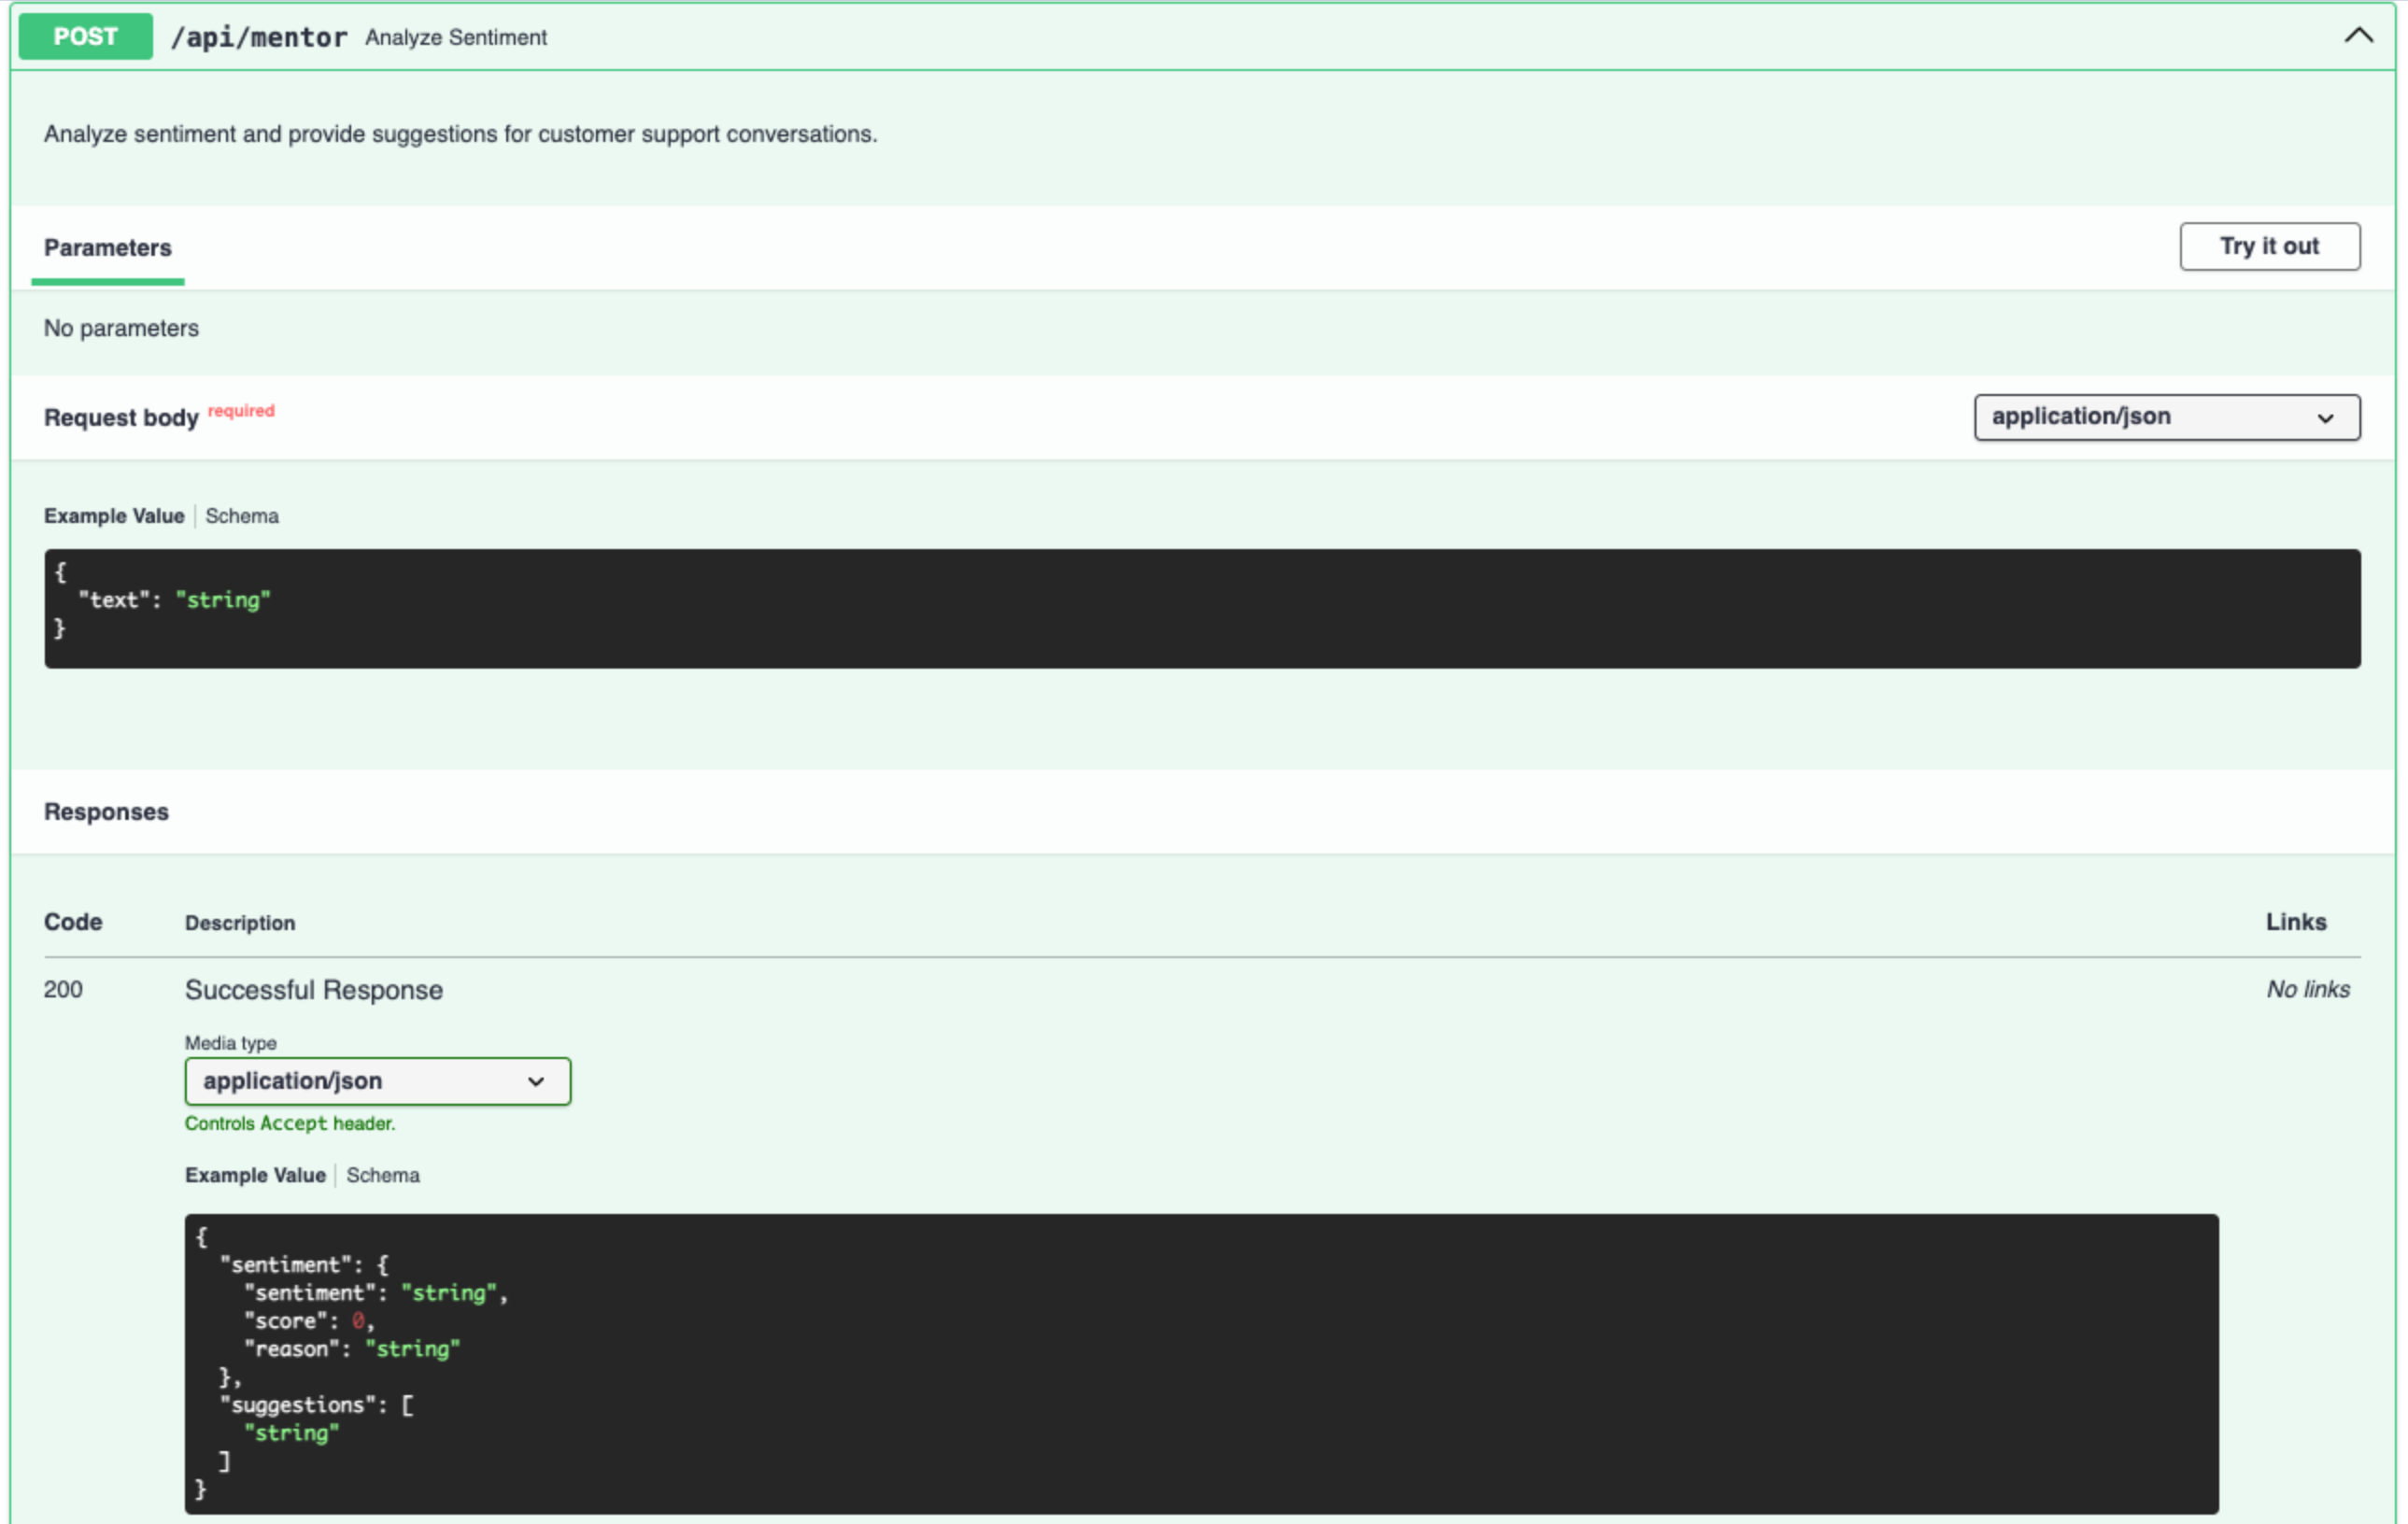 POST /api/mentor Analyze Sentiment
Analyze sentiment and provide suggestions for customer support conversations.
Parameters
Try it out
No parameters
Request body required
application/json
Example Value | Schema
{
  "text": "string"
}
Responses
Code Description Links
200 Successful Response No links
Media type
application/json
Controls Accept header.
Example Value | Schema
{
  "sentiment": {
    "sentiment": "string",
    "score": 0,
    "reason": "string"
  },
  "suggestions": [
    "string"
  ]
}